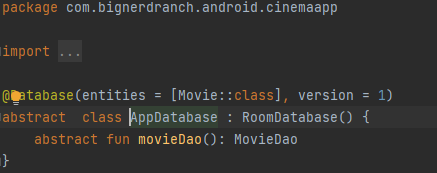 package com.bignerdranch.android.cinemaapp
import ...
@Database(entities = [Movie::class], version = 1)
abstract  class AppDatabase : RoomDatabase() {
    abstract fun movieDao(): MovieDao
}